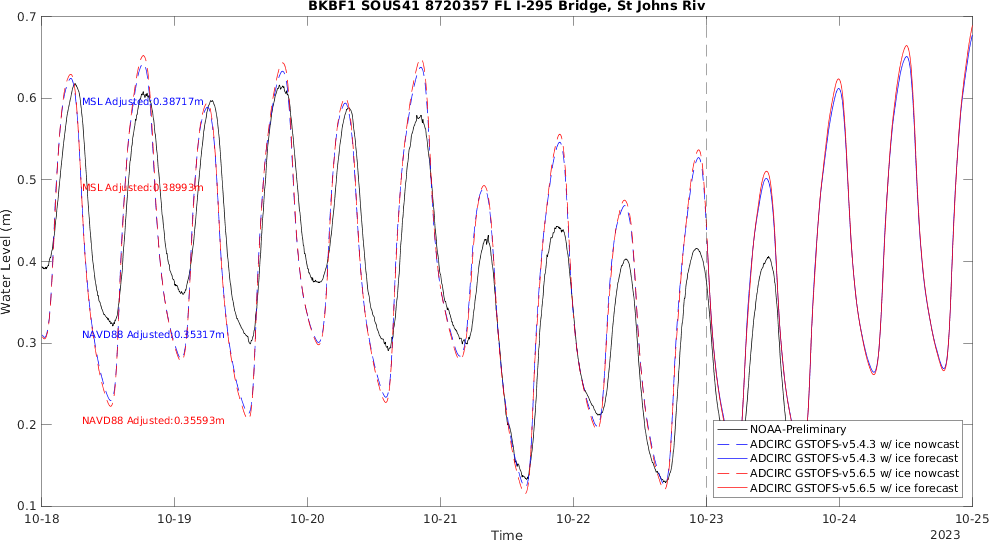 BKBF1 SOUS41 8720357 FL I-295 Bridge, St Johns Riv
0.7
0.6
0.5
0.4
0.3
0.2
0.1
Water Level (m)
MSL Adjusted:0.38717m
MSL Adjusted:0.38993m
NAVD88 Adjusted:0.35317m
NAVD88 Adjusted:0.35593m
NOAA-Preliminary
ADCIRC GSTOFS-v5.4.3 w/ ice nowcast
ADCIRC GSTOFS-v5.4.3 w/ ice forecast
ADCIRC GSTOFS-v5.6.5 w/ ice nowcast
ADCIRC GSTOFS-v5.6.5 w/ ice forecast
10-18 10-19 10-20 10-21 10-22 10-23 10-24 10-25
Time
2023